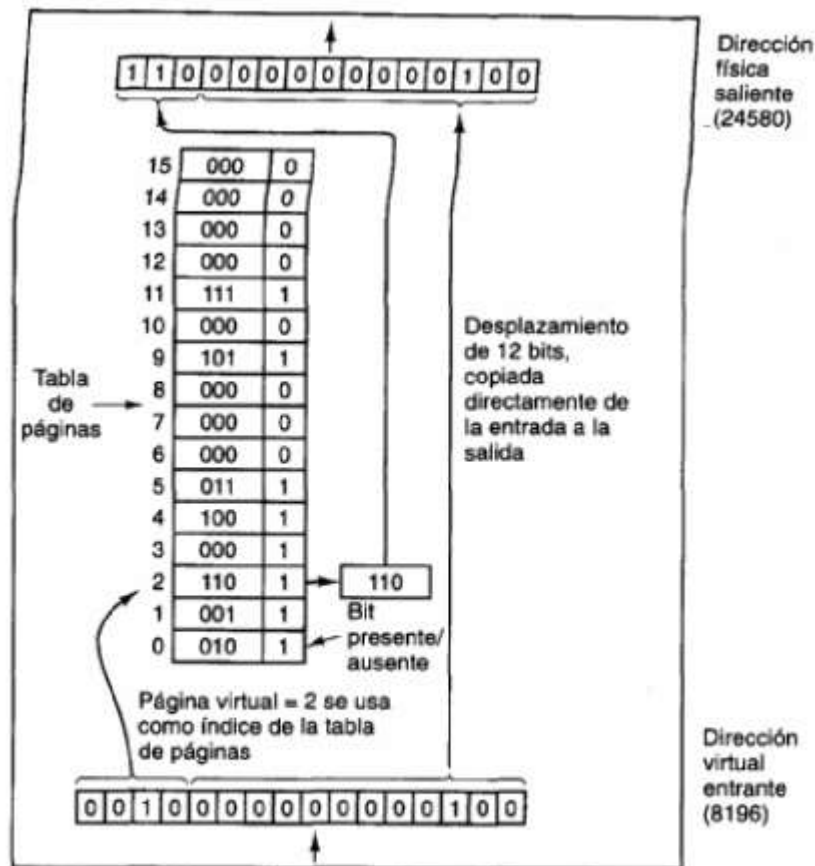 Dirección
física
saliente
(24580)
1 1 0 0 0 0 0 0 0 0 0 0 1 0 0
15 000 0
14 000 0
13 000 0
12 000 0
11 111 1
10 000 0
9 101 1
8 000 0
7 000 0
6 000 0
5 011 1
4 100 1
3 000 1
2 110 1
1 001 1
0 010 1
Tabla
de
páginas
110
Bit
presente/
ausente
Desplazamiento
de 12 bits,
copiada
directamente de
la entrada a la
salida
Página virtual = 2 se usa
como índice de la tabla
de páginas
0 0 1 0 0 0 0 0 0 0 0 0 0 1 0 0
Dirección
virtual
entrante
(8196)